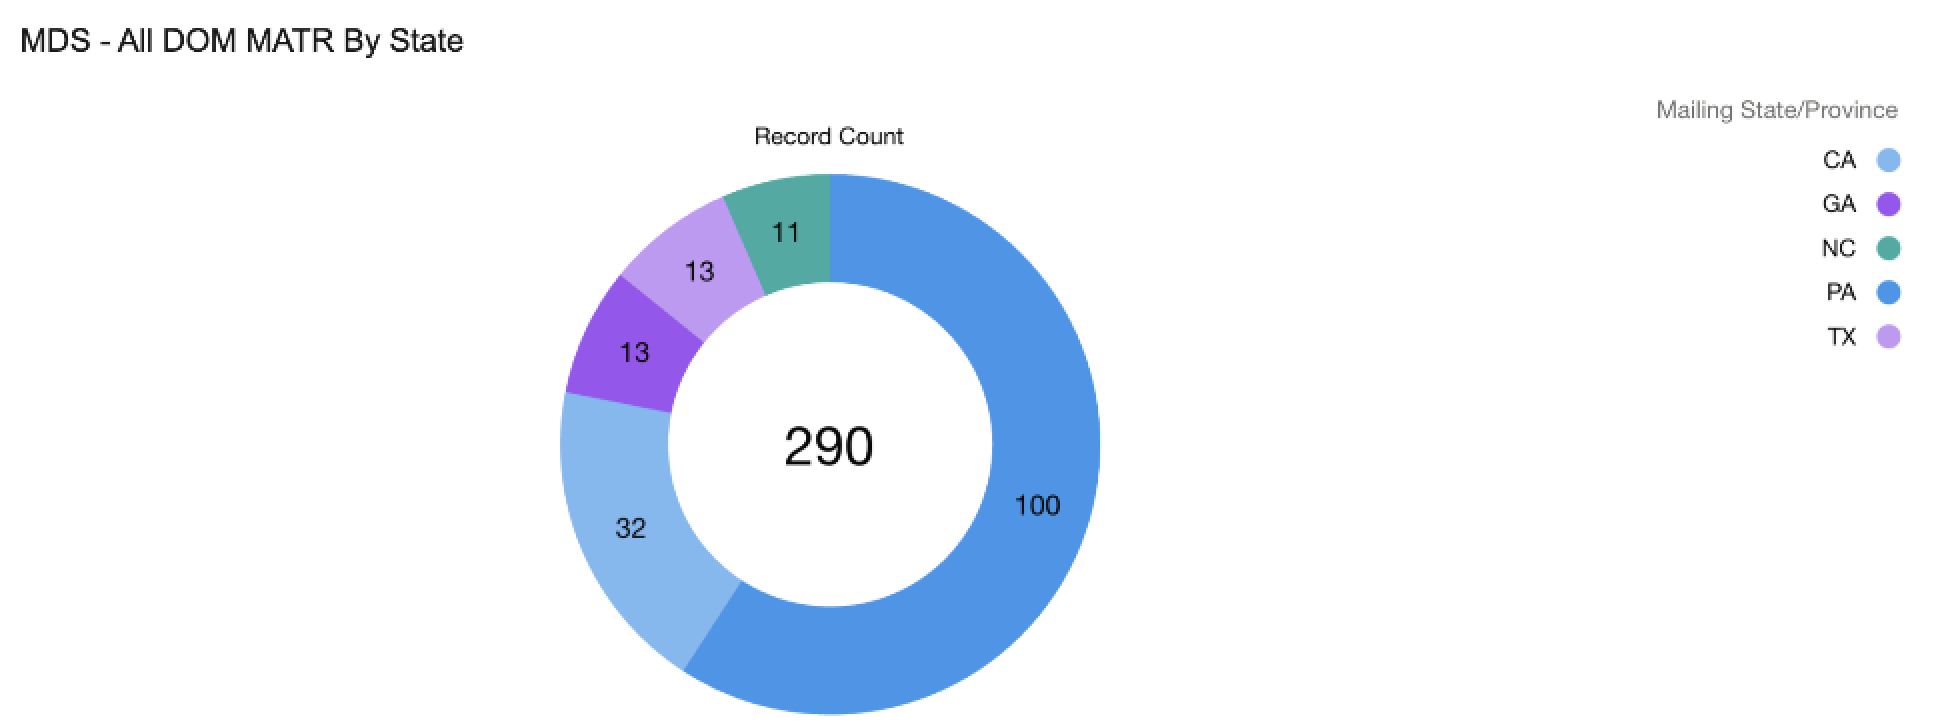 MDS - All DOM MATR By State
Record Count
Mailing State/Province
CA
GA
NC
PA
TX
11
13
13
32
100
290